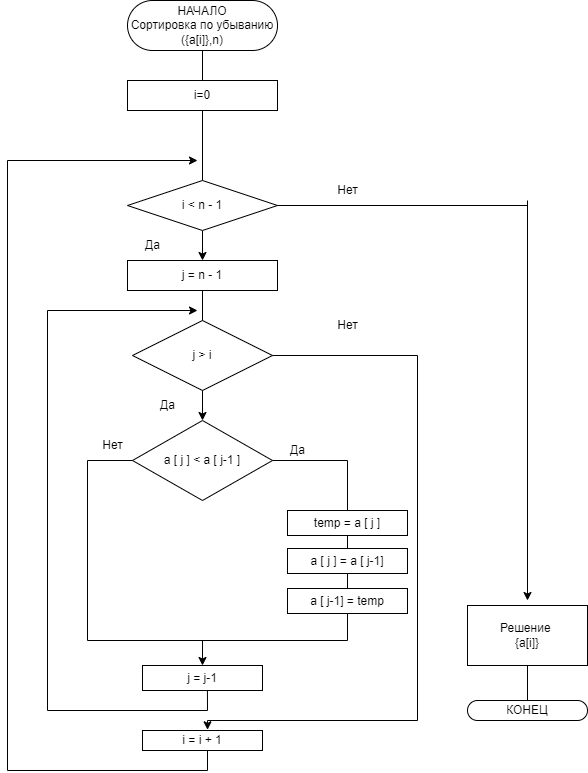 НАЧАЛО
Сортировка по убыванию
({a[i]},n)
i=0
i < n - 1
Нет
Да
j = n - 1
Нет
j > i
Да
Нет
a [ j ] < a [ j-1 ]
Да
temp = a [ j ]
a [ j ] = a [ j-1]
a [ j-1] = temp
Решение
{a[i]}
j = j-1
КОНЕЦ
i = i + 1